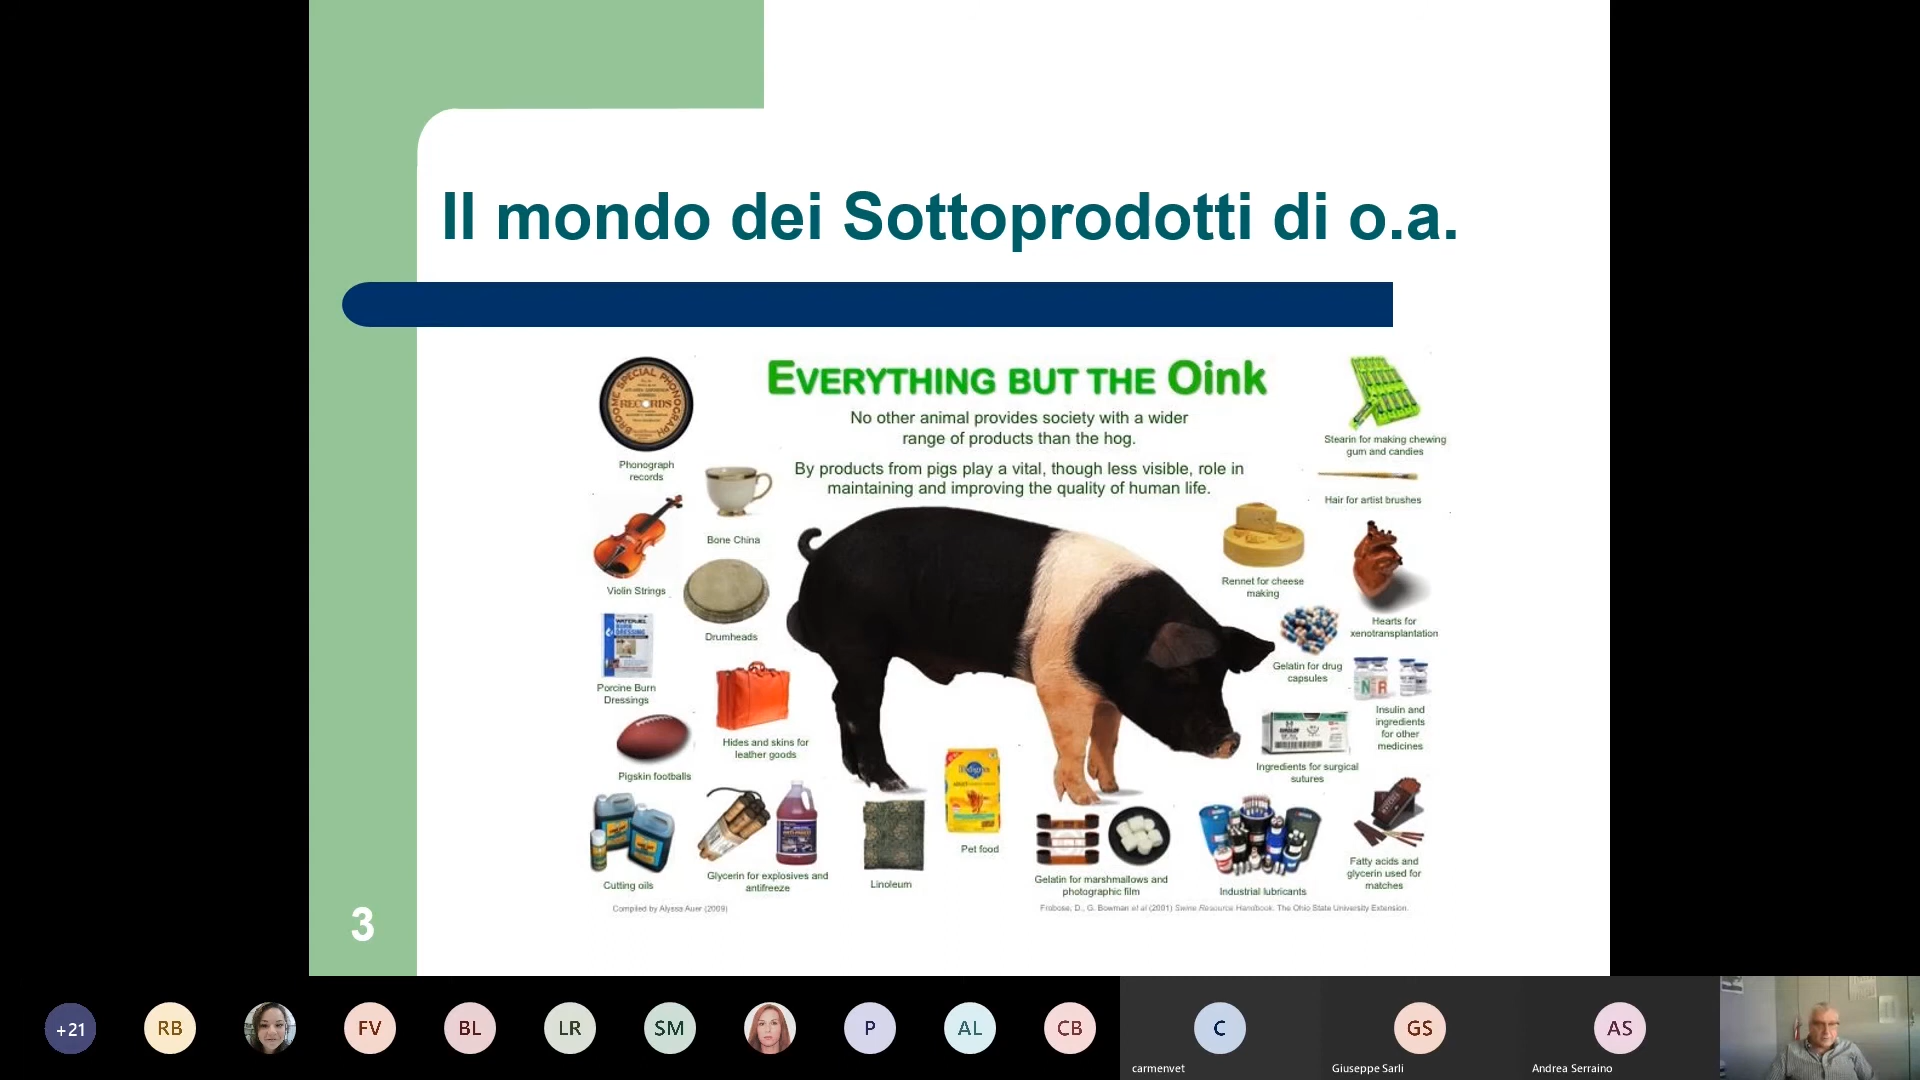 Il mondo dei Sottoprodotti di o.a.
EVERYTHING BUT THE Oink
No other animal provides society with a wider
range of products than the hog.
By products from pigs play a vital, though less visible, role in
maintaining and improving the quality of human life.
SPECIAL PHONOGRAPH
RECORDS
BROOME
Phonograph
records
Bone China
Violin Strings
Drumheads
Porcine Burn
Dressings
Hides and skins for
leather goods
Pigskin footballs
Cutting oils
Glycerin for explosives and
antifreeze
Linoleum
Pedigree
Pet food
Gelatin for marshmallows and
photographic film
Industrial lubricants
Stearin for making chewing
gum and candies
Hair for artist brushes
Rennet for cheese
making
Hearts for
xenotransplantation
Gelatin for drug
capsules
N R
Insulin and
ingredients
for other
medicines
Ingredients for surgical
sutures
Fatty acids and
glycerin used for
matches
Compiled by Alyssa Auer (2009)
Frobose, D., G. Bowman et al (2001) Swine Resource Handbook. The Ohio State University Extension.
3
+21
RB
FV
BL
LR
SM
P
AL
CB
C
GS
AS
carmenvet
Giuseppe Sarli
Andrea Serraino